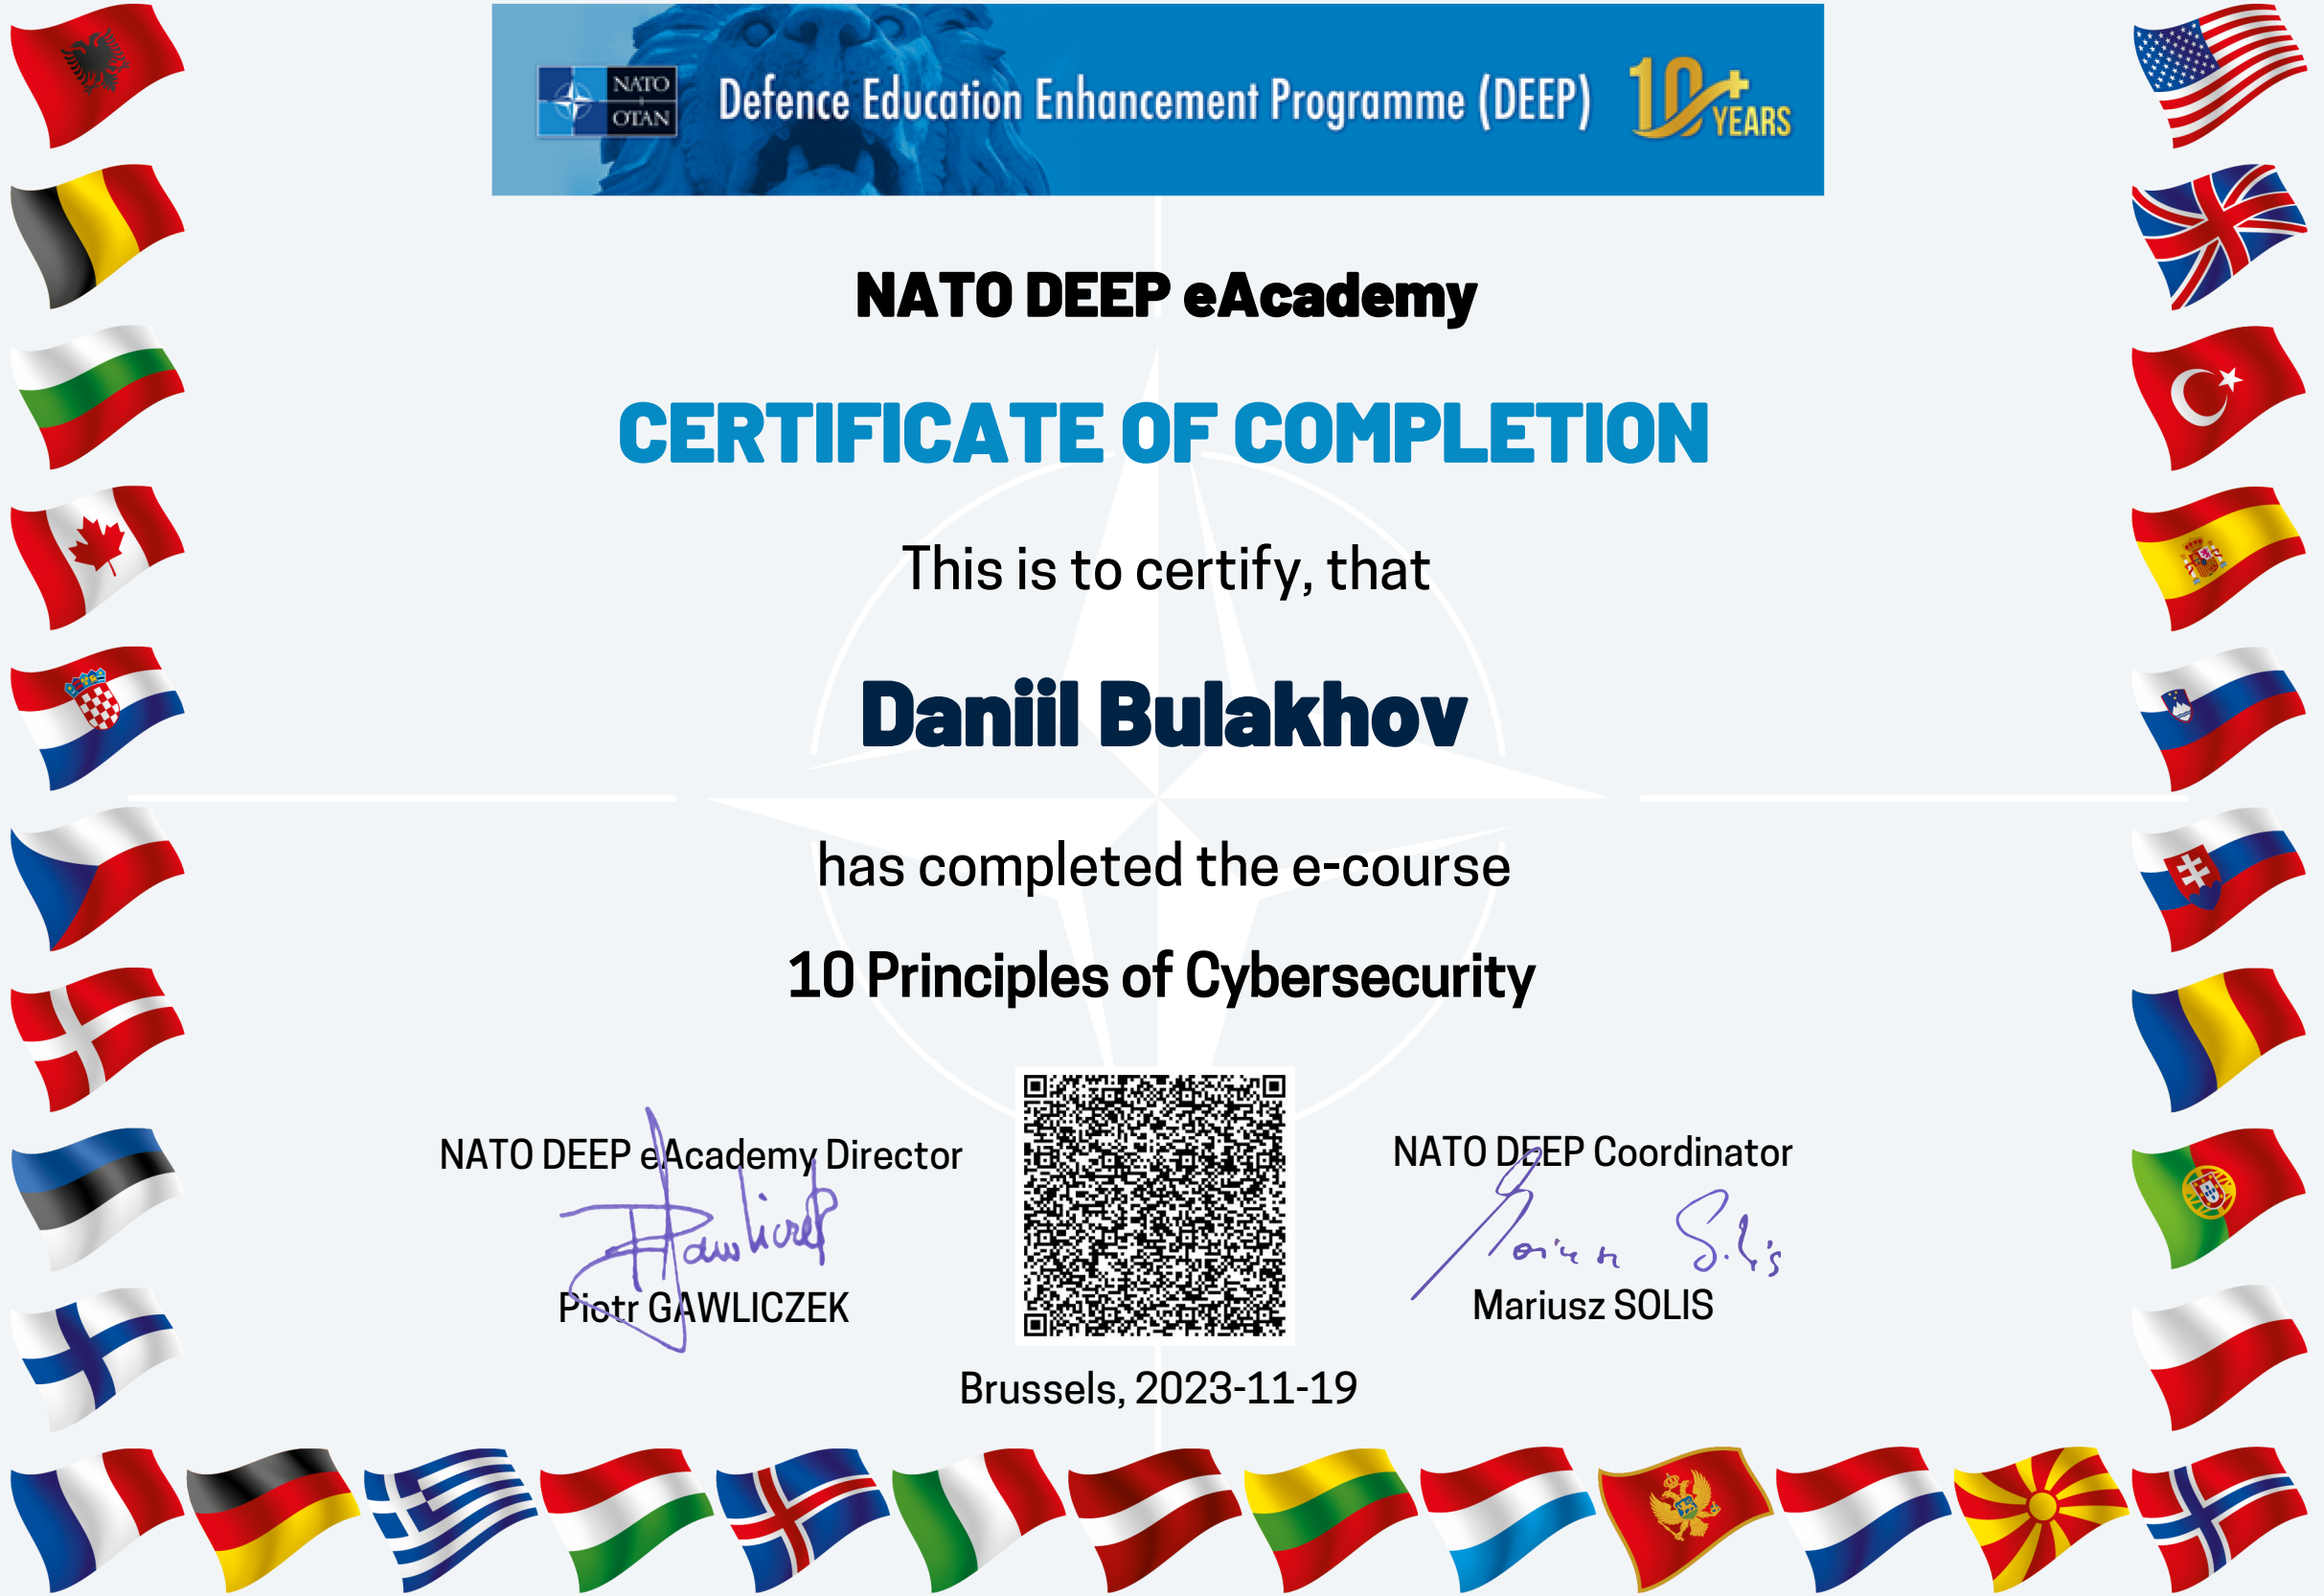 NATO
OTAN
Defence Education Enhancement Programme (DEEP)
10+ YEARS
NATO DEEP eAcademy
CERTIFICATE OF COMPLETION
This is to certify, that
Daniil Bulakhov
has completed the e-course
10 Principles of Cybersecurity
NATO DEEP eAcademy Director
Piotr GAWLICZEK
NATO DEEP Coordinator
Mariusz SOLIS
Brussels, 2023-11-19